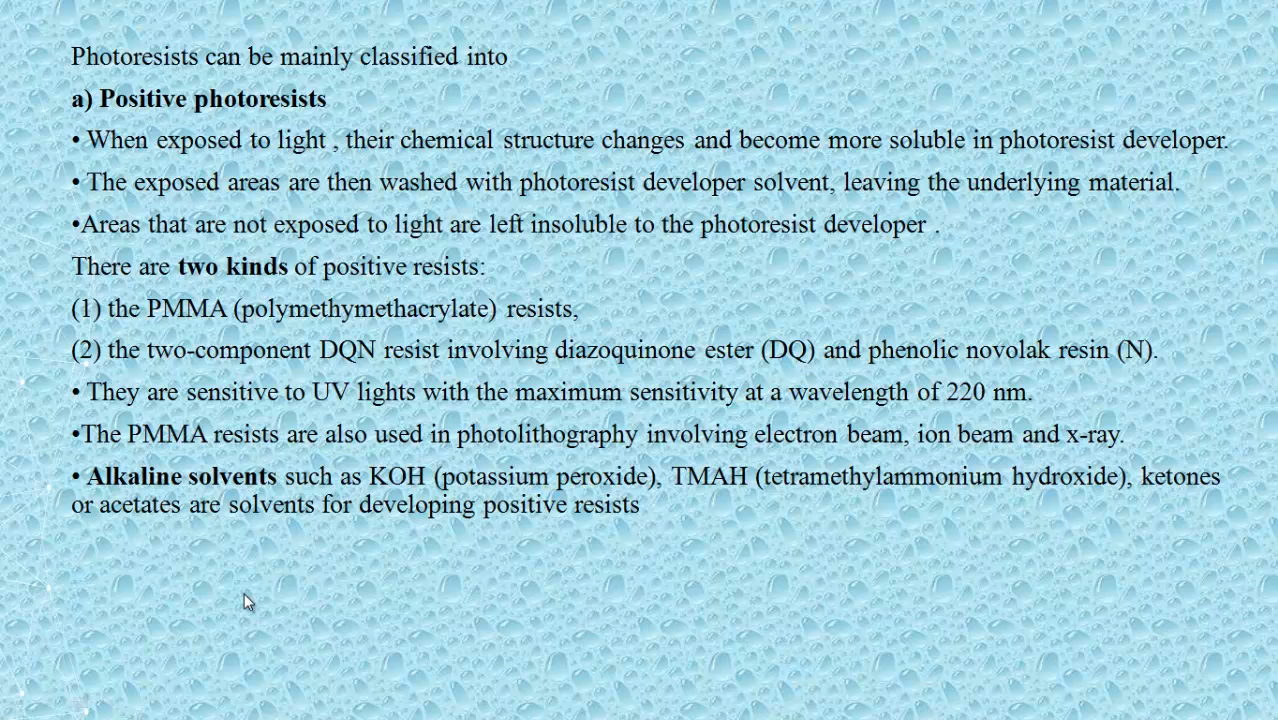 Photoresists can be mainly classified into
a) Positive photoresists
• When exposed to light , their chemical structure changes and become more soluble in photoresist developer.
• The exposed areas are then washed with photoresist developer solvent, leaving the underlying material.
•Areas that are not exposed to light are left insoluble to the photoresist developer .
There are two kinds of positive resists:
(1) the PMMA (polymethymethacrylate) resists,
(2) the two-component DQN resist involving diazoquinone ester (DQ) and phenolic novolak resin (N).
• They are sensitive to UV lights with the maximum sensitivity at a wavelength of 220 nm.
•The PMMA resists are also used in photolithography involving electron beam, ion beam and x-ray.
• Alkaline solvents such as KOH (potassium peroxide), TMAH (tetramethylammonium hydroxide), ketones
or acetates are solvents for developing positive resists